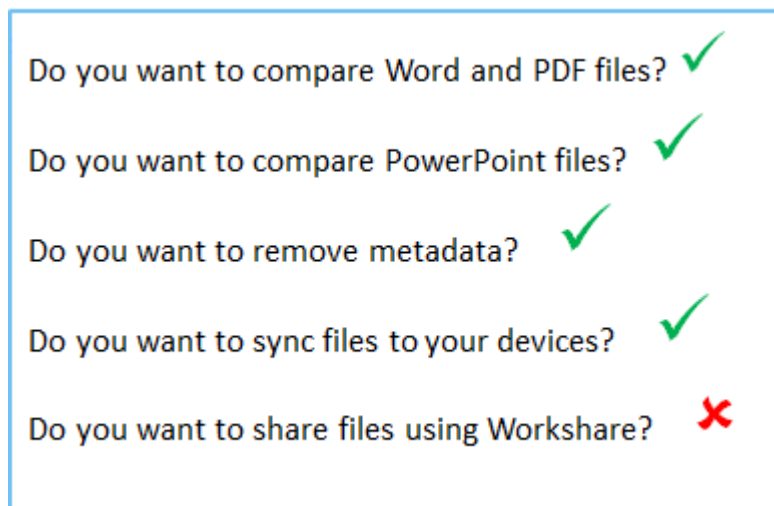 Do you want to compare Word and PDF files?
Do you want to compare PowerPoint files?
Do you want to remove metadata?
Do you want to sync files to your devices?
Do you want to share files using Workshare?